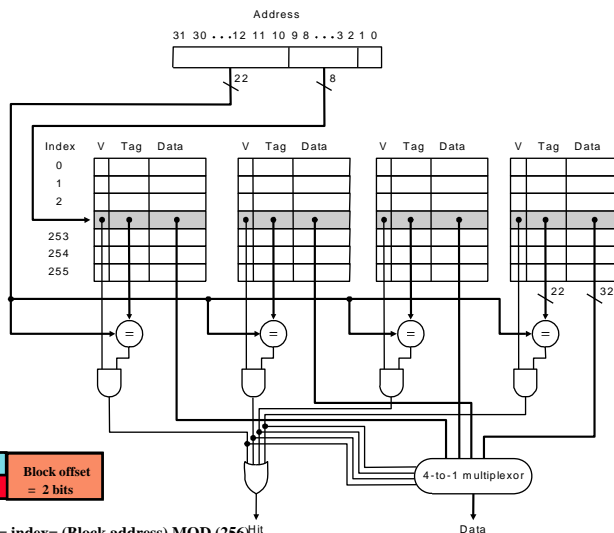 Address
31 30 ...12 11 10 9 8 ...3 2 1 0
22
8
Index V Tag Data V Tag Data V Tag Data V Tag Data
0
1
2
253
254
255
22
32
= = = =
Block offset
= 2 bits
4-to-1 multiplexor
= index= (Block address) MOD (256)
Hit
Data